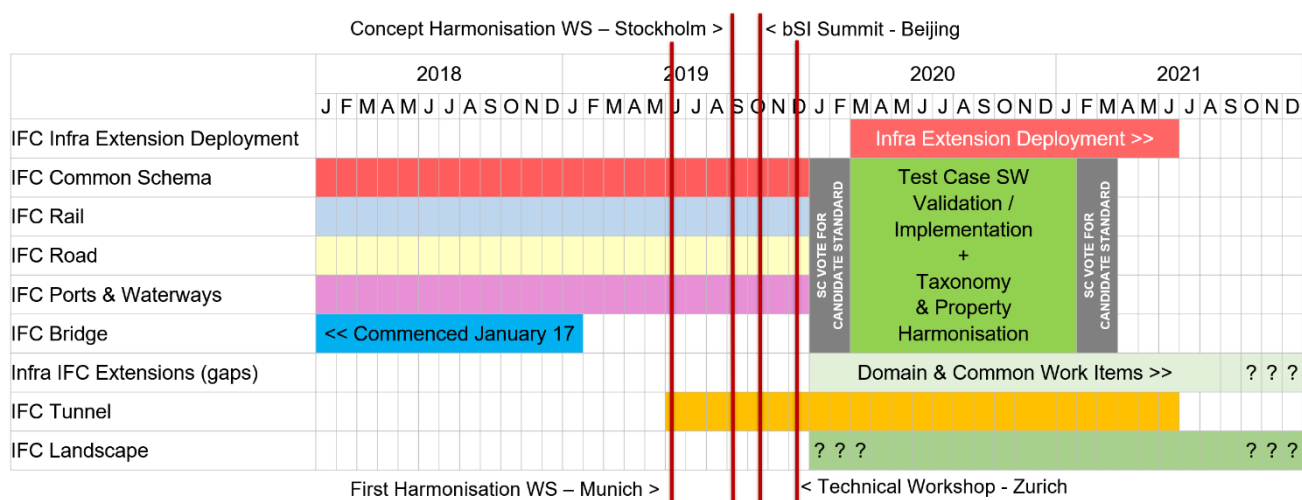 Concept Harmonisation WS – Stockholm > < bSI Summit - Beijing
2018 2019 2020 2021
J F M A M J J A S O N D J F M A M J J A S O N D J F M A M J J A S O N D J F M A M J J A S O N D
IFC Infra Extension Deployment Infra Extension Deployment >>
IFC Common Schema
IFC Rail
IFC Road
IFC Ports & Waterways
IFC Bridge << Commenced January 17
SC VOTE FOR
CANDIDATE STANDARD
Test Case SW
Validation /
Implementation
+
Taxonomy
& Property
Harmonisation
SC VOTE FOR
CANDIDATE STANDARD
Infra IFC Extensions (gaps) Domain & Common Work Items >> ? ? ?
IFC Tunnel
IFC Landscape ? ? ? ? ? ?
First Harmonisation WS – Munich > < Technical Workshop - Zurich